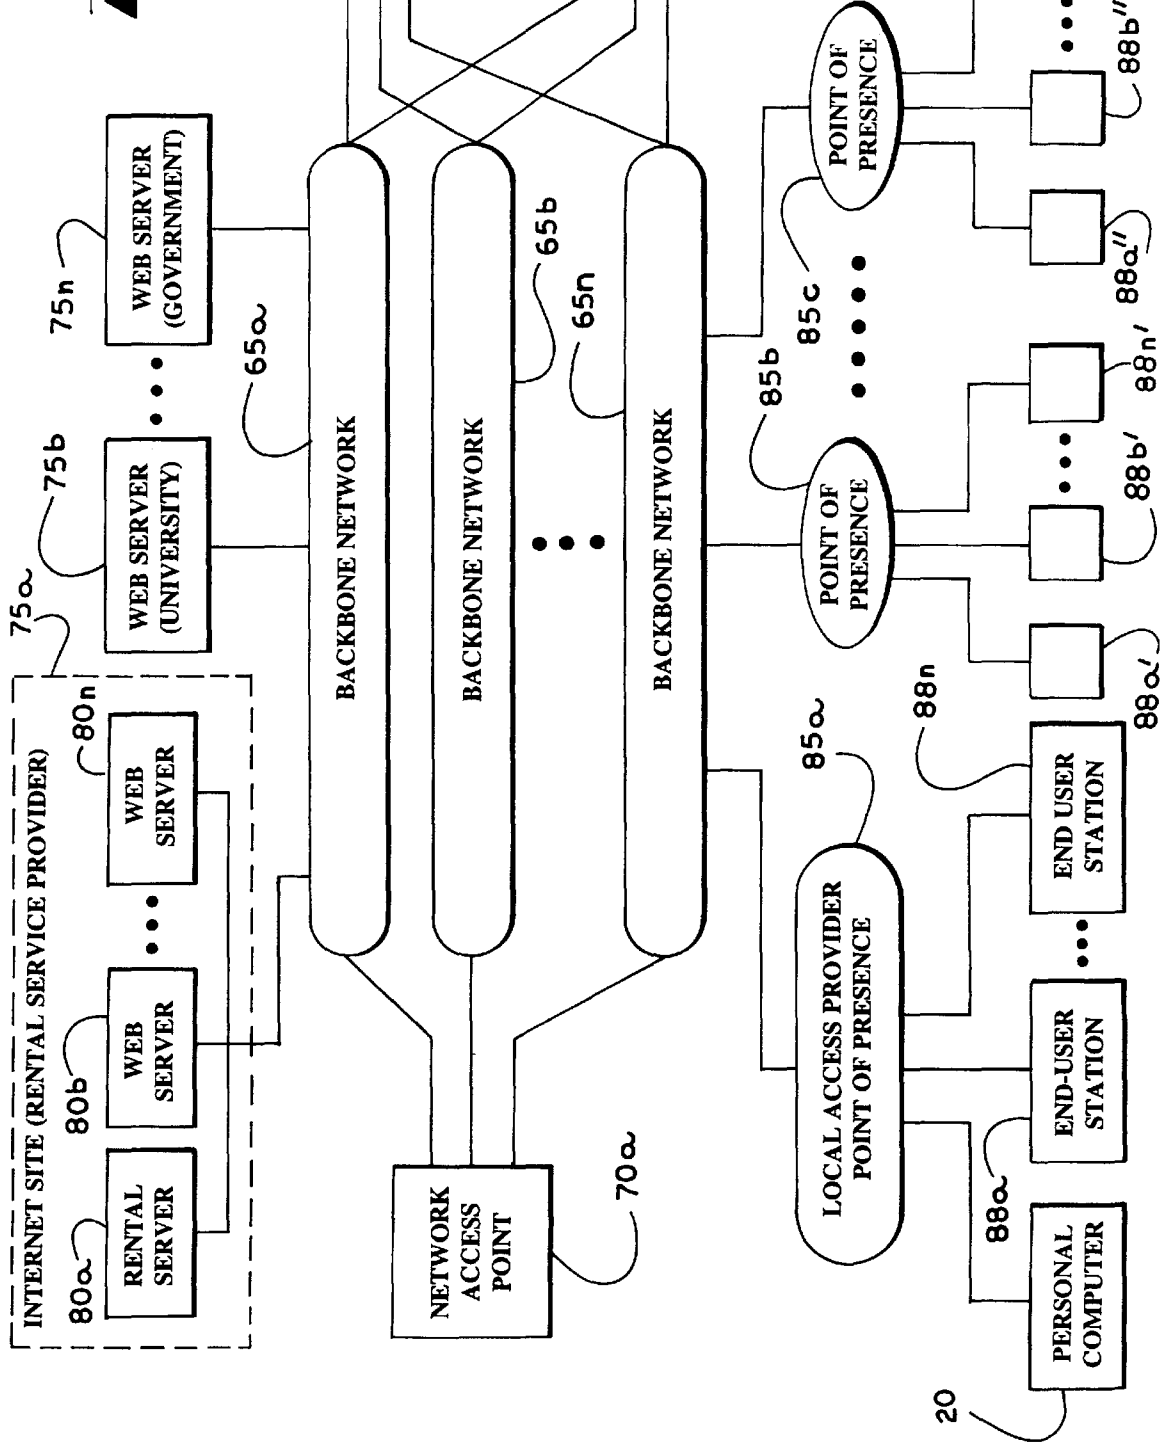 INTERNET SITE (RENTAL SERVICE PROVIDER)
75a
80a
RENTAL
SERVER
80b
WEB
SERVER
80n
WEB
SERVER
75b
WEB SERVER
(UNIVERSITY)
75n
WEB SERVER
(GOVERNMENT)
65a
BACKBONE NETWORK
BACKBONE NETWORK
65b
65n
BACKBONE NETWORK
NETWORK
ACCESS
POINT
70a
85a
LOCAL ACCESS PROVIDER
POINT OF PRESENCE
85b
POINT OF
PRESENCE
85c
POINT OF
PRESENCE
20
PERSONAL
COMPUTER
88a
END-USER
STATION
88n
END USER
STATION
88a'
88b'
88n'
88a"
88b"